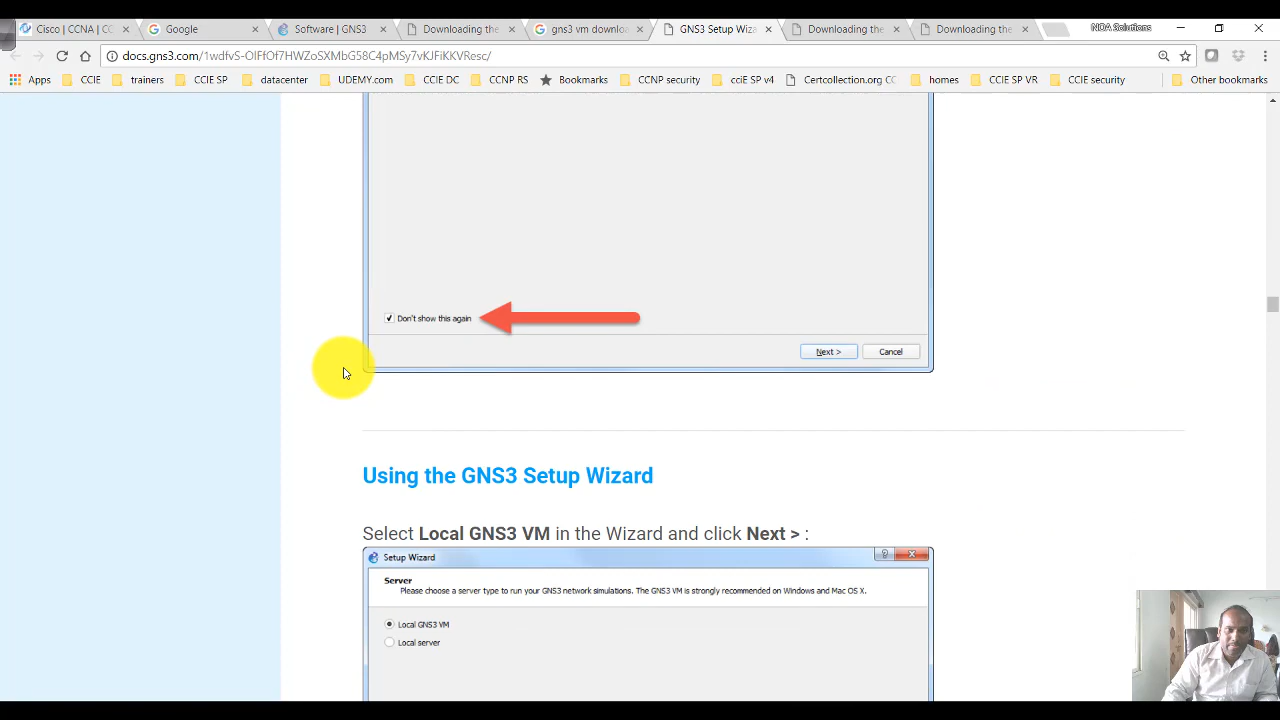 Cisco | CCNA | CC
Google
Software | GNS3
Downloading the
gns3 vm downlo
GNS3 Setup Wiza
Downloading the
Downloading the
NOA Solutions
docs.gns3.com/1wdfvS-OlFfOf7HWZoSXMbG58C4pMSy7vKJFiKKVResc/
Apps CCIE trainers CCIE SP datacenter UDEMY.com CCIE DC CCNP RS Bookmarks CCNP security cciE SP v4 Certcollection.org homes CCIE SP VR CCIE security Other bookmarks
Don't show this again
Next > Cancel
Using the GNS3 Setup Wizard
Select Local GNS3 VM in the Wizard and click Next > :
Setup Wizard
Server
Please choose a server type to run your GNS3 network simulations. The GNS3 VM is strongly recommended on Windows and Mac OS X.
Local GNS3 VM
Local server